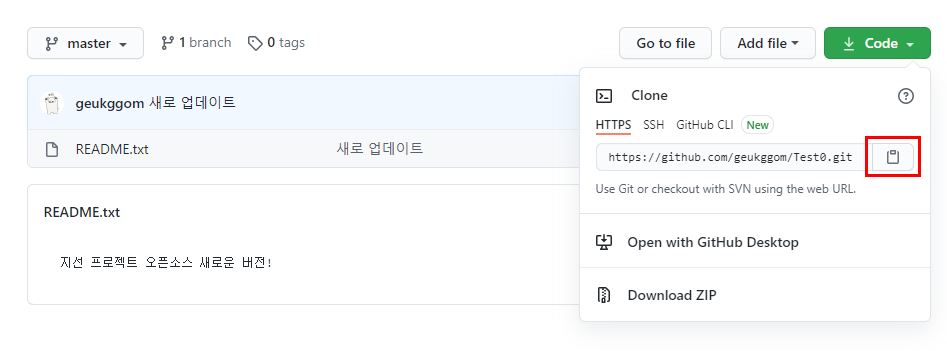 master 1 branch 0 tags Go to file Add file Code
geukggom 새로 업데이트
README.txt 새로 업데이트
README.txt
지선 프로젝트 오픈소스 새로운 버전!
Clone
HTTPS SSH GitHub CLI New
https://github.com/geukggom/Test0.git
Use Git or checkout with SVN using the web URL.
Open with GitHub Desktop
Download ZIP